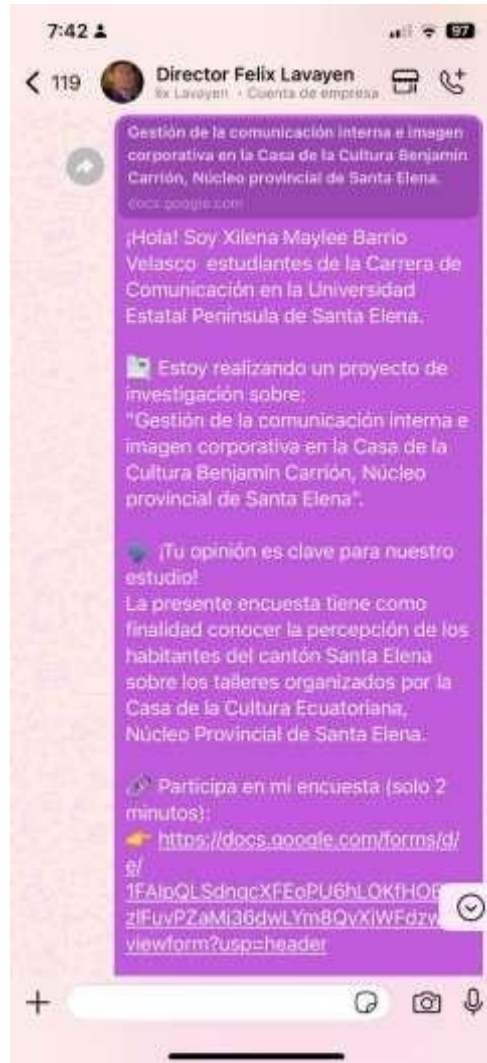 7:42
97
119
Director Felix Lavayen
lix Lavayen · Cuenta de empresa
Gestión de la comunicación interna e imagen
corporativa en la Casa de la Cultura Benjamín
Carrión, Núcleo provincial de Santa Elena.
docs.google.com
¡Hola! Soy Xilena Maylee Barrio
Velasco estudiantes de la Carrera de
Comunicación en la Universidad
Estatal Península de Santa Elena.
Estoy realizando un proyecto de
investigación sobre:
"Gestión de la comunicación interna e
imagen corporativa en la Casa de la
Cultura Benjamín Carrión, Núcleo
provincial de Santa Elena".
¡Tu opinión es clave para nuestro
estudio!
La presente encuesta tiene como
finalidad conocer la percepción de los
habitantes del cantón Santa Elena
sobre los talleres organizados por la
Casa de la Cultura Ecuatoriana,
Núcleo Provincial de Santa Elena.
Participa en mi encuesta (solo 2
minutos):
https://docs.google.com/forms/d/
e/
viewform?usp=header